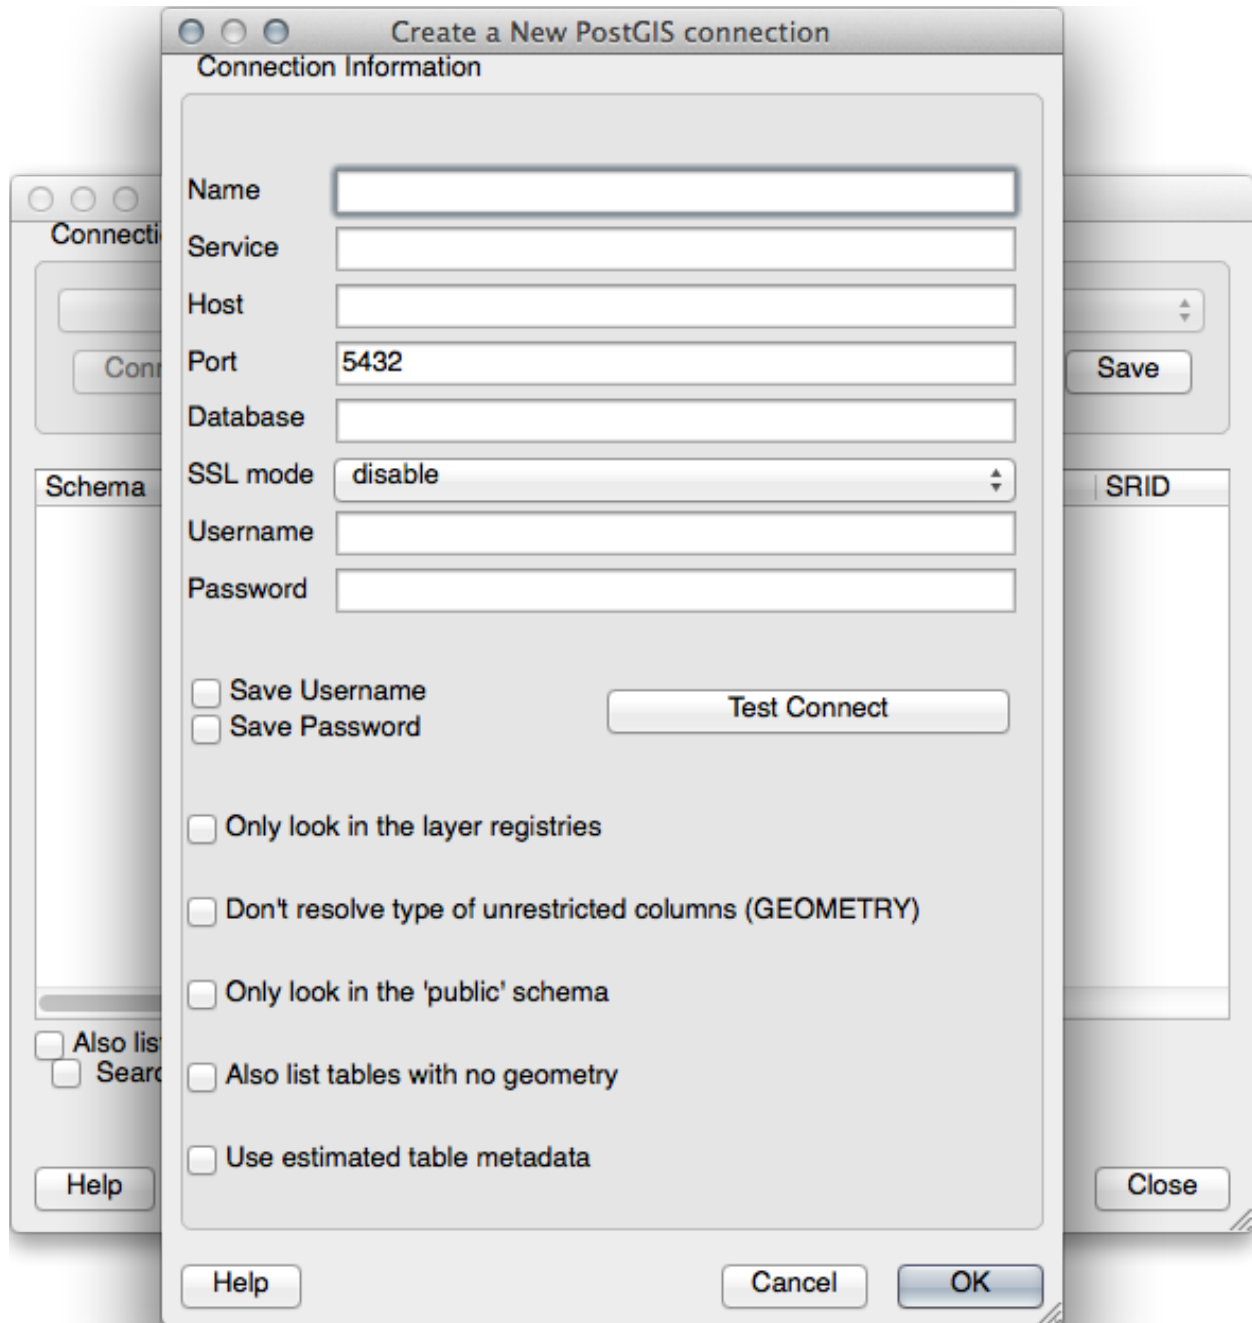 Create a New PostGIS connection
Connection Information
Name
Service
Host
Port 5432
Database
SSL mode disable
Username
Password
Save Username
Test Connect
Save Password
Only look in the layer registries
Don't resolve type of unrestricted columns (GEOMETRY)
Only look in the 'public' schema
Also list tables with no geometry
Use estimated table metadata
Help Cancel OK
Save
Schema SRID
Also
Help Close